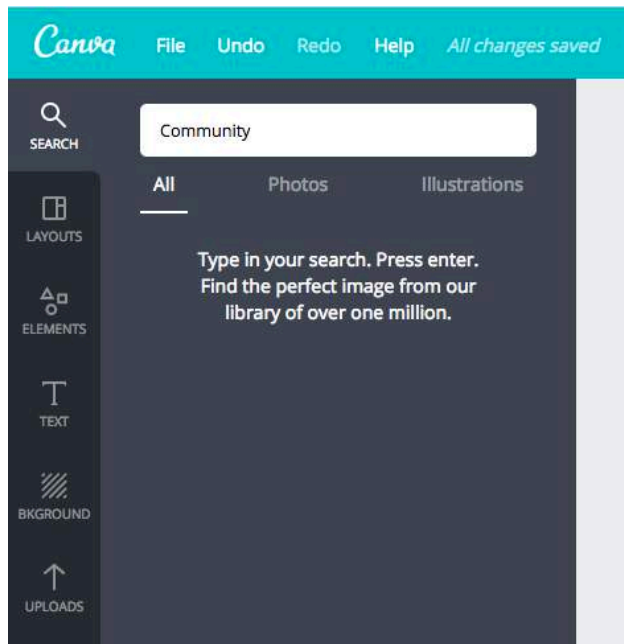 Canva File Undo Redo Help All changes saved
SEARCH
LAYOUTS
ELEMENTS
TEXT
BKGROUND
UPLOADS
Community
All Photos Illustrations
Type in your search. Press enter.
Find the perfect image from our
library of over one million.